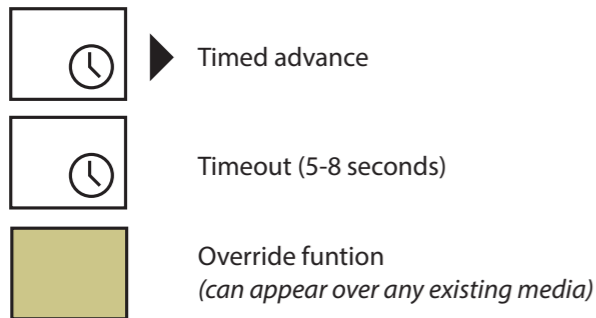 Timed advance
Timeout (5-8 seconds)
Override funtion
(can appear over any existing media)